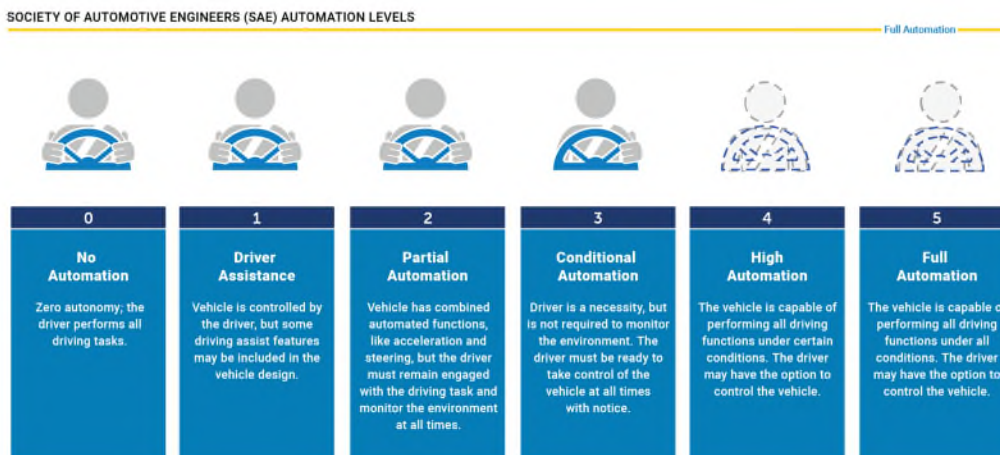 SOCIETY OF AUTOMOTIVE ENGINEERS (SAE) AUTOMATION LEVELS
Full Automation
0
No
Automation
Zero autonomy; the
driver performs all
driving tasks.
1
Driver
Assistance
Vehicle is controlled by
the driver, but some
driving assist features
may be included in the
vehicle design.
2
Partial
Automation
Vehicle has combined
automated functions,
like acceleration and
steering, but the driver
must remain engaged
with the driving task and
monitor the environment
at all times.
3
Conditional
Automation
Driver is a necessity, but
is not required to monitor
the environment. The
driver must be ready to
take control of the
vehicle at all times
with notice.
4
High
Automation
The vehicle is capable of
performing all driving
functions under certain
conditions. The driver
may have the option to
control the vehicle.
5
Full
Automation
The vehicle is capable o
performing all driving
functions under all
conditions. The driver
may have the option to
control the vehicle.